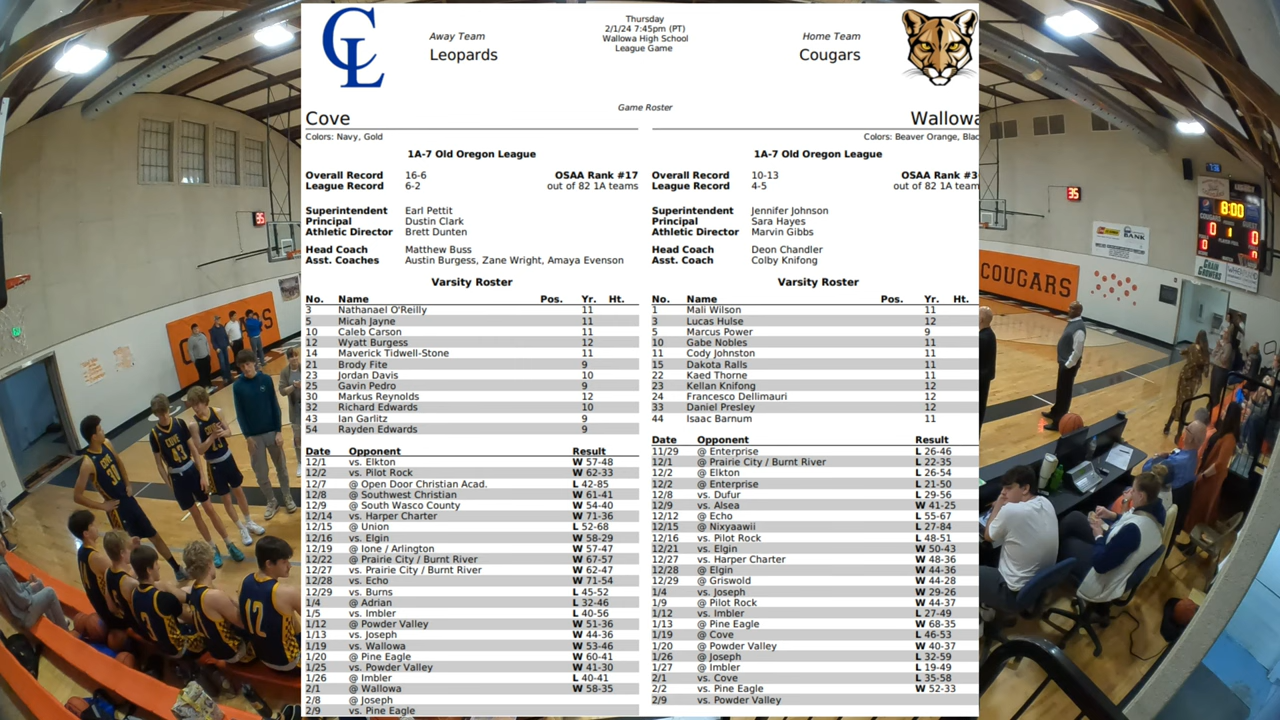 CL
Away Team
Leopards
Thursday
2/1/24 7:45pm (PT)
Wallowa High School
League Game
Home Team
Cougars
Game Roster
Cove
Colors: Navy, Gold
1A-7 Old Oregon League
Overall Record 16-6 OSAA Rank #17
League Record 6-2 out of 82 1A teams
Superintendent Earl Pettit
Principal Dustin Clark
Athletic Director Brett Dunten
Head Coach Matthew Buss
Asst. Coaches Austin Burgess, Zane Wright, Amaya Evenson
Varsity Roster
No. Name Pos. Yr. Ht.
3 Nathanael O'Reilly 11
5 Micah Jayne 11
10 Caleb Carson 11
12 Wyatt Burgess 12
14 Maverick Tidwell-Stone 11
21 Brody Fite 9
23 Jordan Davis 10
25 Gavin Pedro 9
30 Markus Reynolds 12
32 Richard Edwards 10
43 Ian Garlitz 9
54 Rayden Edwards 9
Date Opponent Result
12/1 vs. Elkton W 57-48
12/2 vs. Pilot Rock W 62-33
12/7 @ Open Door Christian Acad. L 42-85
12/8 @ Southwest Christian W 61-41
12/9 @ South Wasco County W 54-40
12/14 vs. Harper Charter W 71-36
12/15 @ Union L 52-68
12/16 vs. Elgin W 58-29
12/19 @ Ione / Arlington W 57-47
12/22 @ Prairie City / Burnt River W 67-57
12/27 vs. Prairie City / Burnt River W 62-47
12/28 vs. Echo W 71-54
12/29 vs. Burns L 45-52
1/4 @ Adrian L 32-46
1/5 vs. Imbler L 40-56
1/12 @ Powder Valley W 51-36
1/13 vs. Joseph W 44-36
1/19 vs. Wallowa W 53-46
1/20 @ Pine Eagle W 60-41
1/25 vs. Powder Valley W 41-30
1/26 @ Imbler L 40-41
2/1 @ Wallowa W 58-35
2/8 @ Joseph
2/9 vs. Pine Eagle
Wallowa
Colors: Beaver Orange, Blac
1A-7 Old Oregon League
Overall Record 10-13 OSAA Rank #3
League Record 4-5 out of 82 1A team
Superintendent Jennifer Johnson
Principal Sara Hayes
Athletic Director Marvin Gibbs
Head Coach Deon Chandler
Asst. Coach Colby Knifong
Varsity Roster
No. Name Pos. Yr. Ht.
1 Mali Wilson 11
3 Lucas Hulse 12
5 Marcus Power 9
10 Gabe Nobles 11
11 Cody Johnston 11
15 Dakota Ralls 11
22 Kaed Thorne 11
23 Kellan Knifong 12
24 Francesco Dellimauri 12
33 Daniel Presley 12
44 Isaac Barnum 11
Date Opponent Result
11/29 @ Enterprise L 26-46
12/1 @ Prairie City / Burnt River L 22-35
12/2 @ Elkton L 26-54
12/2 @ Enterprise L 21-50
12/8 vs. Dufur L 29-56
12/9 vs. Alsea W 41-25
12/12 @ Echo L 55-67
12/15 @ Nixyaawii L 27-84
12/16 vs. Pilot Rock L 48-51
12/21 vs. Elgin W 50-43
12/27 vs. Harper Charter W 48-36
12/28 @ Elgin W 44-36
12/29 @ Griswold W 44-28
1/4 vs. Joseph W 29-26
1/9 @ Pilot Rock W 44-37
1/12 vs. Imbler L 27-49
1/13 @ Pine Eagle W 68-35
1/19 @ Cove L 46-53
1/20 @ Powder Valley W 40-37
1/26 @ Joseph L 32-59
1/27 @ Imbler L 19-49
2/1 vs. Cove L 35-58
2/2 vs. Pine Eagle W 52-33
2/9 vs. Powder Valley
35
COVE
30
COVE
43
12
35
8:00
COUGARS
0 1 0
BANK
GRAIN
GROWERS
COUGARS